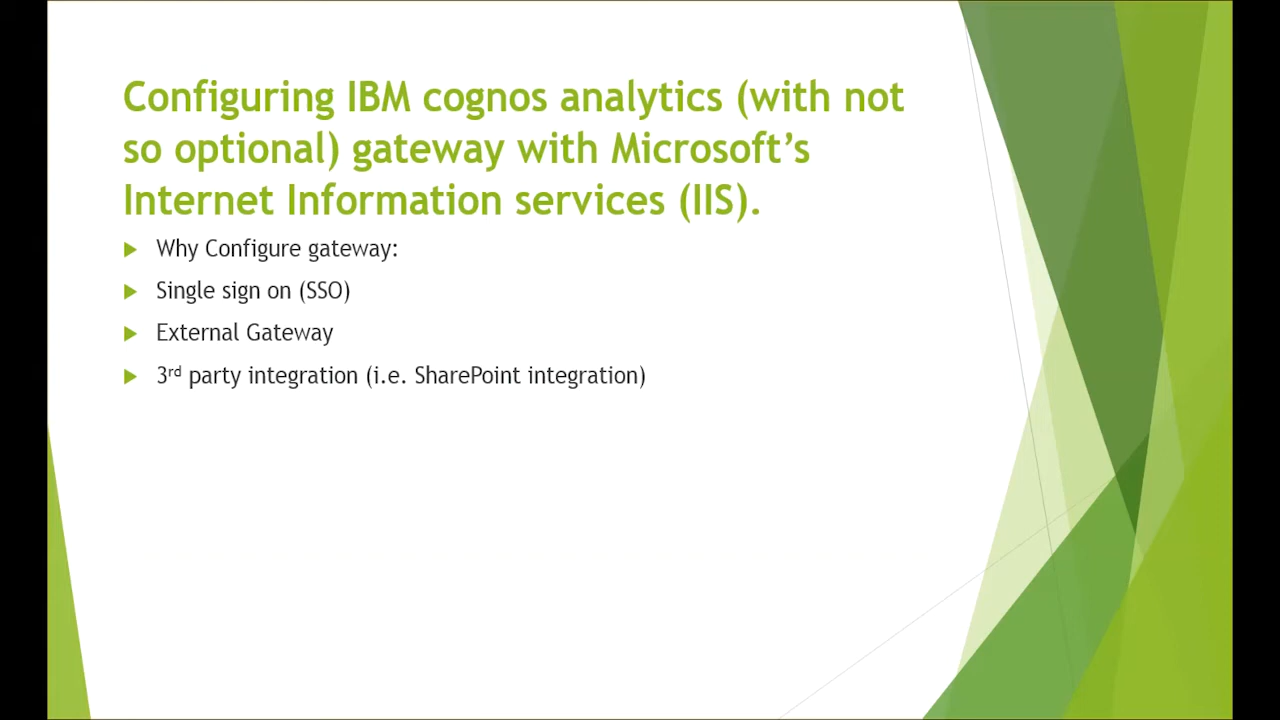 Configuring IBM cognos analytics (with not
so optional) gateway with Microsoft’s
Internet Information services (IIS).
Why Configure gateway:
Single sign on (SSO)
External Gateway
3rd party integration (i.e. SharePoint integration)